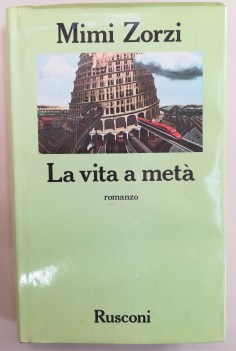 Mimi Zorzi
La vita a metà
romanzo
Rusconi